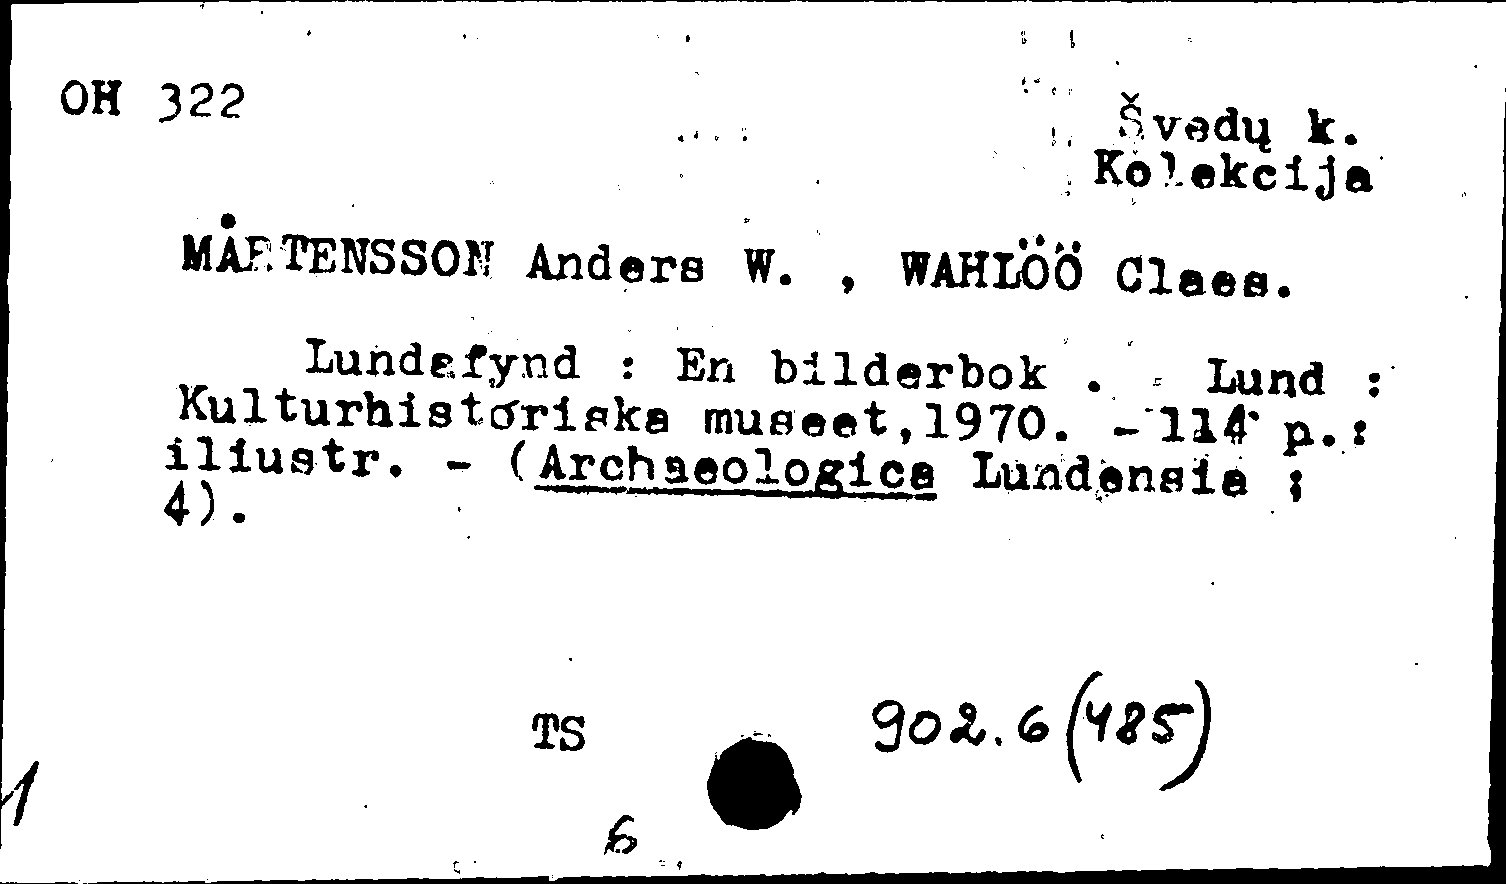 OH 322
Švedų k.
Kolekcija
MÅRTENSSON Anders W. , WAHLÖÖ Claes.
Lundafynd : En bilderbok . - Lund :
Kulturhistoriska museet,1970. - 114 p.:
iliustr. - (Archaeologica Lundensia ;
4).
TS
902.6(485)
1
6